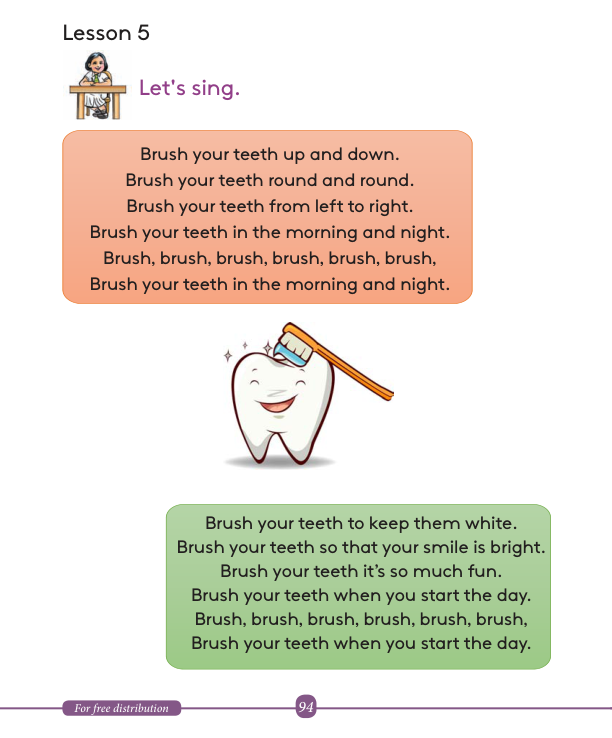 Lesson 5
Let's sing.
Brush your teeth up and down.
Brush your teeth round and round.
Brush your teeth from left to right.
Brush your teeth in the morning and night.
Brush, brush, brush, brush, brush, brush,
Brush your teeth in the morning and night.
Brush your teeth to keep them white.
Brush your teeth so that your smile is bright.
Brush your teeth it’s so much fun.
Brush your teeth when you start the day.
Brush, brush, brush, brush, brush, brush,
Brush your teeth when you start the day.
For free distribution
94